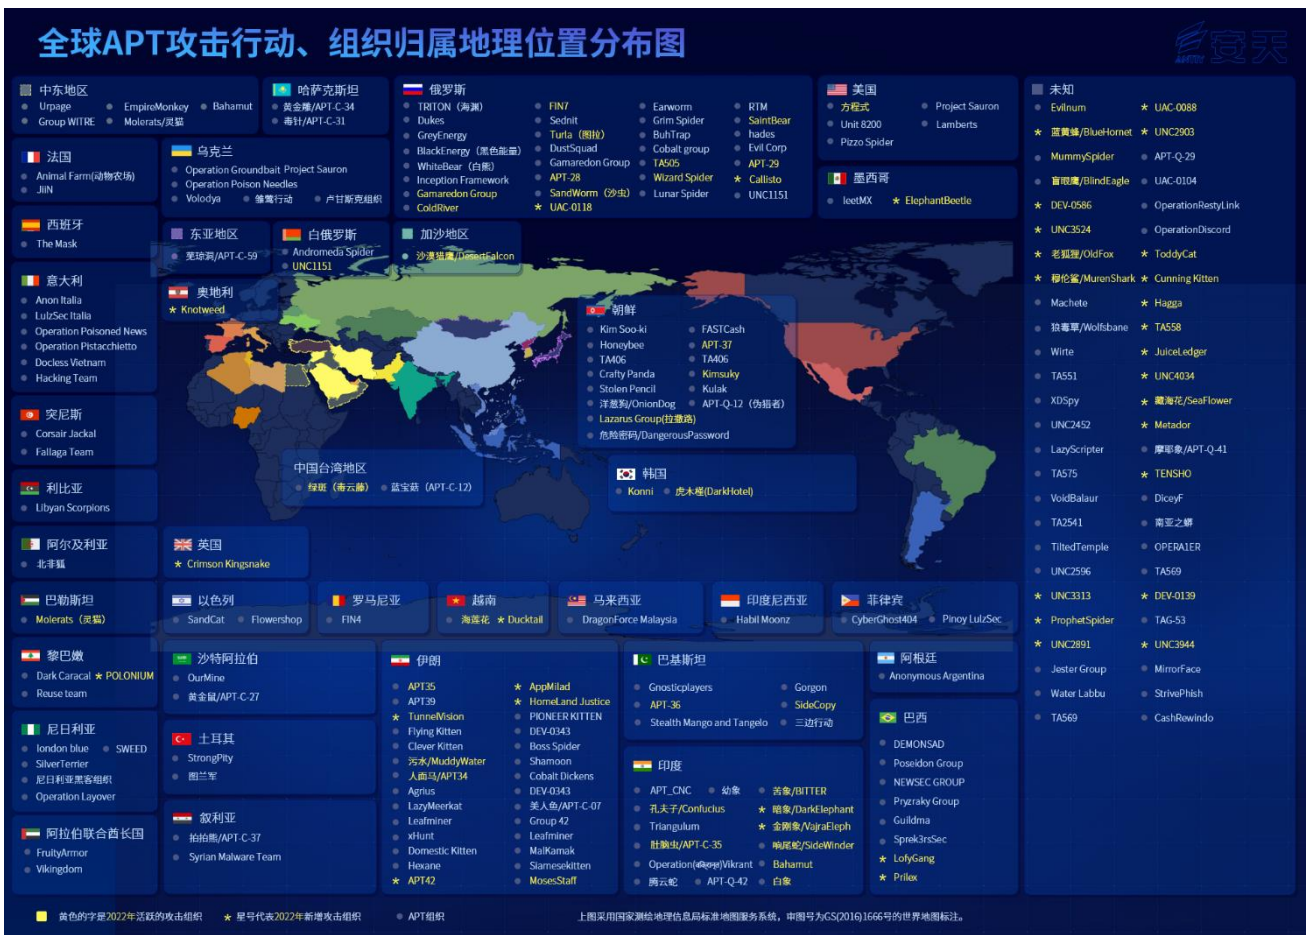 全球APT攻击行动、组织归属地理位置分布图
安天
中东地区
Urpage EmpireMonkey Bahamut
Group WITRE Molerats/灵猫
哈萨克斯坦
黄金雕/APT-C-34
毒针/APT-C-31
俄罗斯
TRITON（海渊） FIN7 Earworm RTM
Dukes Sednit Grim Spider SaintBear
GreyEnergy Turla（图拉） BuhTrap hades
BlackEnergy（黑色能量） DustSquad Cobalt group Evil Corp
WhiteBear（白熊） Gamaredon Group TA505 APT-29
Inception Framework APT-28 Wizard Spider ★ Callisto
Gamaredon Group SandWorm（沙虫） Lunar Spider UNC1151
ColdRiver ★ UAC-0118
美国
方程式 Project Sauron
Unit 8200 Lamberts
Pizzo Spider
未知
Evilnum ★ UAC-0088
★ 蓝黄蜂/BlueHornet ★ UNC2903
MummySpider APT-Q-29
盲眼鹰/BlindEagle UAC-0104
★ DEV-0586 OperationRestyLink
★ UNC3524 OperationDiscord
★ 老狐狸/OldFox ★ ToddyCat
★ 穆伦鲨/MurenShark ★ Cunning Kitten
Machete ★ Hagga
狼毒草/Wolfsbane ★ TA558
Wirte ★ JuiceLedger
TA551 ★ UNC4034
XDSpy ★ 藏海花/SeaFlower
UNC2452 ★ Metador
LazyScripter 摩耶象/APT-Q-41
TA575 ★ TENSHO
VoidBalaur DiceyF
TA2541 南亚之蟒
TiltedTemple OPERA1ER
UNC2596 TA569
★ UNC3313 ★ DEV-0139
★ ProphetSpider TAG-53
★ UNC2891 ★ UNC3944
Jester Group MirrorFace
Water Labbu StrivePhish
TA569 CashRewindo
法国
Animal Farm(动物农场)
JiiN
乌克兰
Operation Groundbait Project Sauron
Operation Poison Needles
Volodya 雏莺行动 卢甘斯克组织
墨西哥
leetMX ★ ElephantBeetle
西班牙
The Mask
东亚地区
/APT-C-59
白俄罗斯
Andromeda Spider
UNC1151
加沙地区
沙漠猎鹰/DesertFalcon
意大利
Anon Italia
LulzSec Italia
Operation Poisoned News
Operation Pistacchietto
Docless Vietnam
Hacking Team
奥地利
★ Knotweed
朝鲜
Kim Soo-ki FASTCash
Honeybee APT-37
TA406 TA406
Crafty Panda Kimsuky
Stolen Pencil Kulak
洋葱狗/OnionDog APT-Q-12（伪猎者）
Lazarus Group(拉撒路)
危险密码/DangerousPassword
突尼斯
Corsair Jackal
Fallaga Team
中国台湾地区
绿斑（毒云藤） 蓝宝菇（APT-C-12）
韩国
Konni 虎木槿(DarkHotel)
利比亚
Libyan Scorpions
阿尔及利亚
北非狐
英国
★ Crimson Kingsnake
巴勒斯坦
Molerats（灵猫）
以色列
SandCat Flowershop
罗马尼亚
FIN4
越南
海莲花 ★ Ducktail
马来西亚
DragonForce Malaysia
印度尼西亚
Habil Moonz
菲律宾
CyberGhost404 Pinoy LulzSec
黎巴嫩
Dark Caracal ★ POLONIUM
Reuse team
沙特阿拉伯
OurMine
黄金鼠/APT-C-27
伊朗
APT35 ★ AppMilad
APT39 ★ HomeLand Justice
★ TunnelVision PIONEER KITTEN
Flying Kitten DEV-0343
Clever Kitten Boss Spider
污水/MuddyWater Shamoon
人面马/APT34 Cobalt Dickens
Agrius DEV-0343
LazyMeerkat 美人鱼/APT-C-07
Leafminer Group 42
xHunt Leafminer
Domestic Kitten MalKamak
Hexane Siamesekitten
★ APT42 MosesStaff
巴基斯坦
Gnosticplayers Gorgon
APT-36 SideCopy
Stealth Mango and Tangelo 三边行动
阿根廷
Anonymous Argentina
尼日利亚
london blue SWEED
SilverTerrier
尼日利亚黑客组织
Operation Layover
土耳其
StrongPity
图兰军
印度
APT_CNC 幼象 苦象/BITTER
孔夫子/Confucius ★ 暗象/DarkElephant
Triangulum ★ 金刚象/VajraEleph
肚脑虫/APT-C-35 响尾蛇/SideWinder
Vikrant Bahamut
腾云蛇 APT-Q-42 白象
巴西
DEMONSAD
Poseidon Group
NEWSEC GROUP
Pryzraky Group
Guildma
Sprek3rsSec
★ LofyGang
★ Prilex
叙利亚
拍拍熊/APT-C-37
Syrian Malware Team
阿拉伯联合酋长国
FruityArmor
Vikingdom
黄色的字是2022年活跃的攻击组织 ★ 星号代表2022年新增攻击组织 APT组织
上图采用国家测绘地理信息局标准地图服务系统，审图号为GS(2016)1666号的世界地图标注。